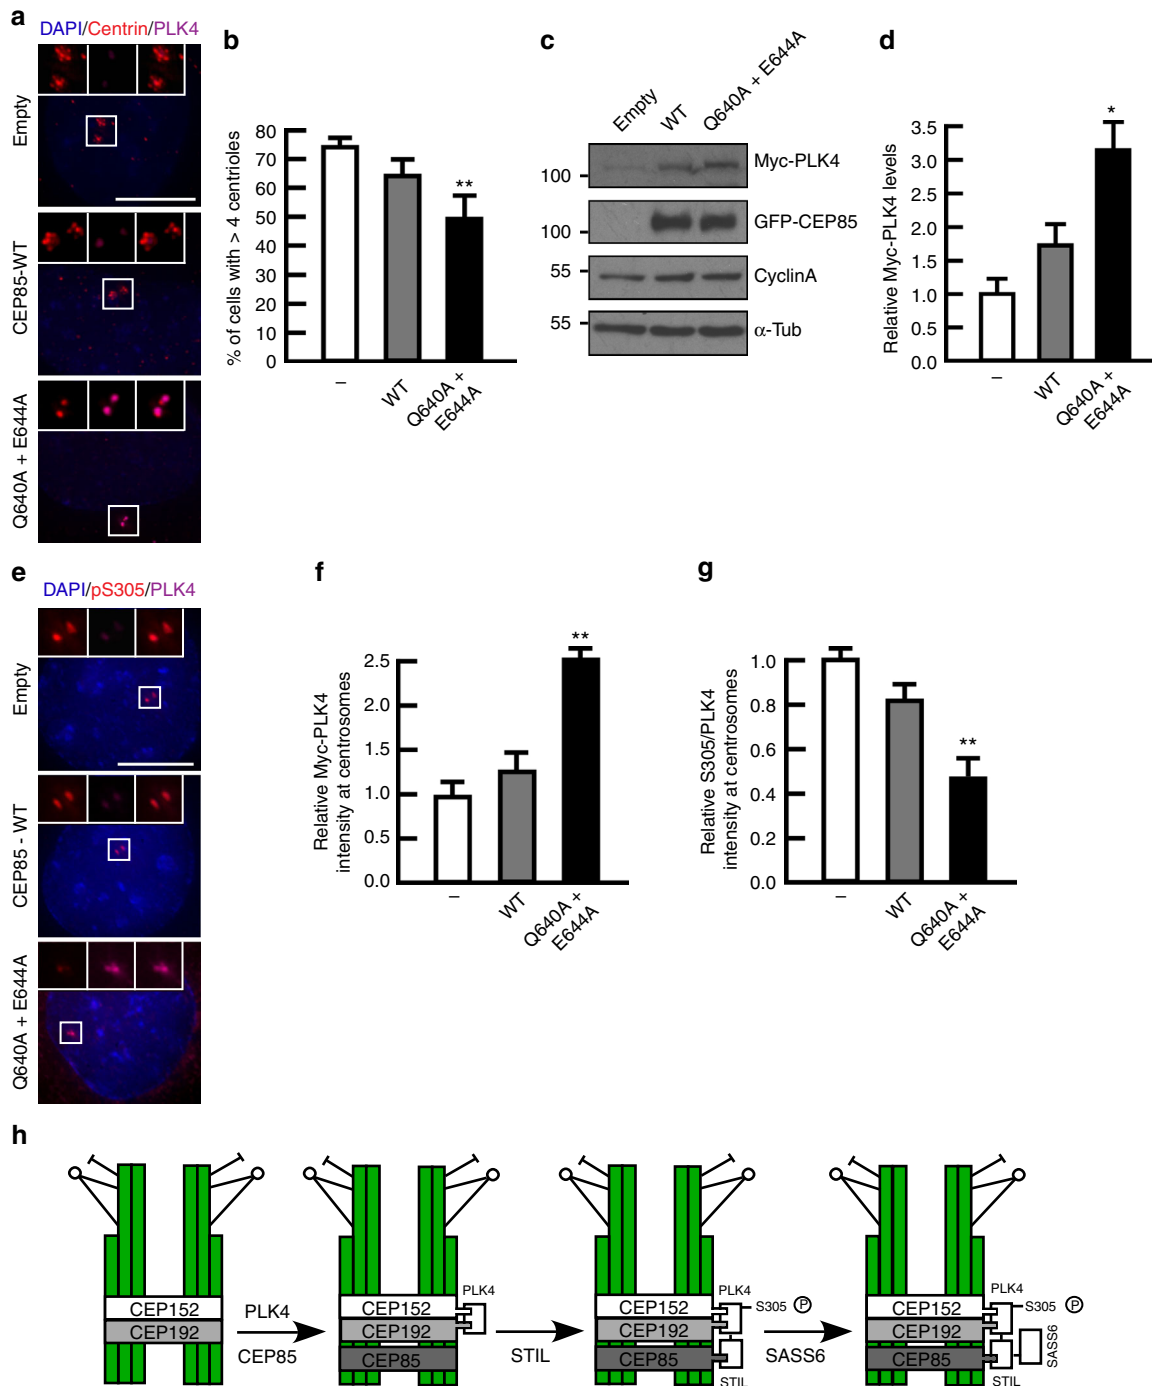 a
DAPI/Centrin/PLK4
Empty
CEP85-WT
Q640A + E644A
b
% of cells with > 4 centrioles
80
70
60
50
40
30
20
10
0
**
–
WT
Q640A +
E644A
c
Empty
WT
Q640A + E644A
100
Myc-PLK4
100
GFP-CEP85
55
CyclinA
55
α-Tub
d
Relative Myc-PLK4 levels
3.5
3.0
2.0
1.5
1.0
0.5
0.0
*
–
WT
Q640A +
E644A
e
DAPI/pS305/PLK4
Empty
CEP85 - WT
Q640A + E644A
f
Relative Myc-PLK4
intensity at centrosomes
2.5
2.0
1.5
1.0
0.5
0.0
**
–
WT
Q640A +
E644A
g
Relative S305/PLK4
intensity at centrosomes
1.0
0.8
0.6
0.4
0.2
0.0
**
–
WT
Q640A +
E644A
h
CEP152
CEP192
PLK4
CEP85
PLK4
CEP152
CEP192
CEP85
STIL
PLK4
CEP152
CEP192
CEP85
S305 P
STIL
SASS6
PLK4
CEP152
CEP192
CEP85
S305 P
SASS6
STIL